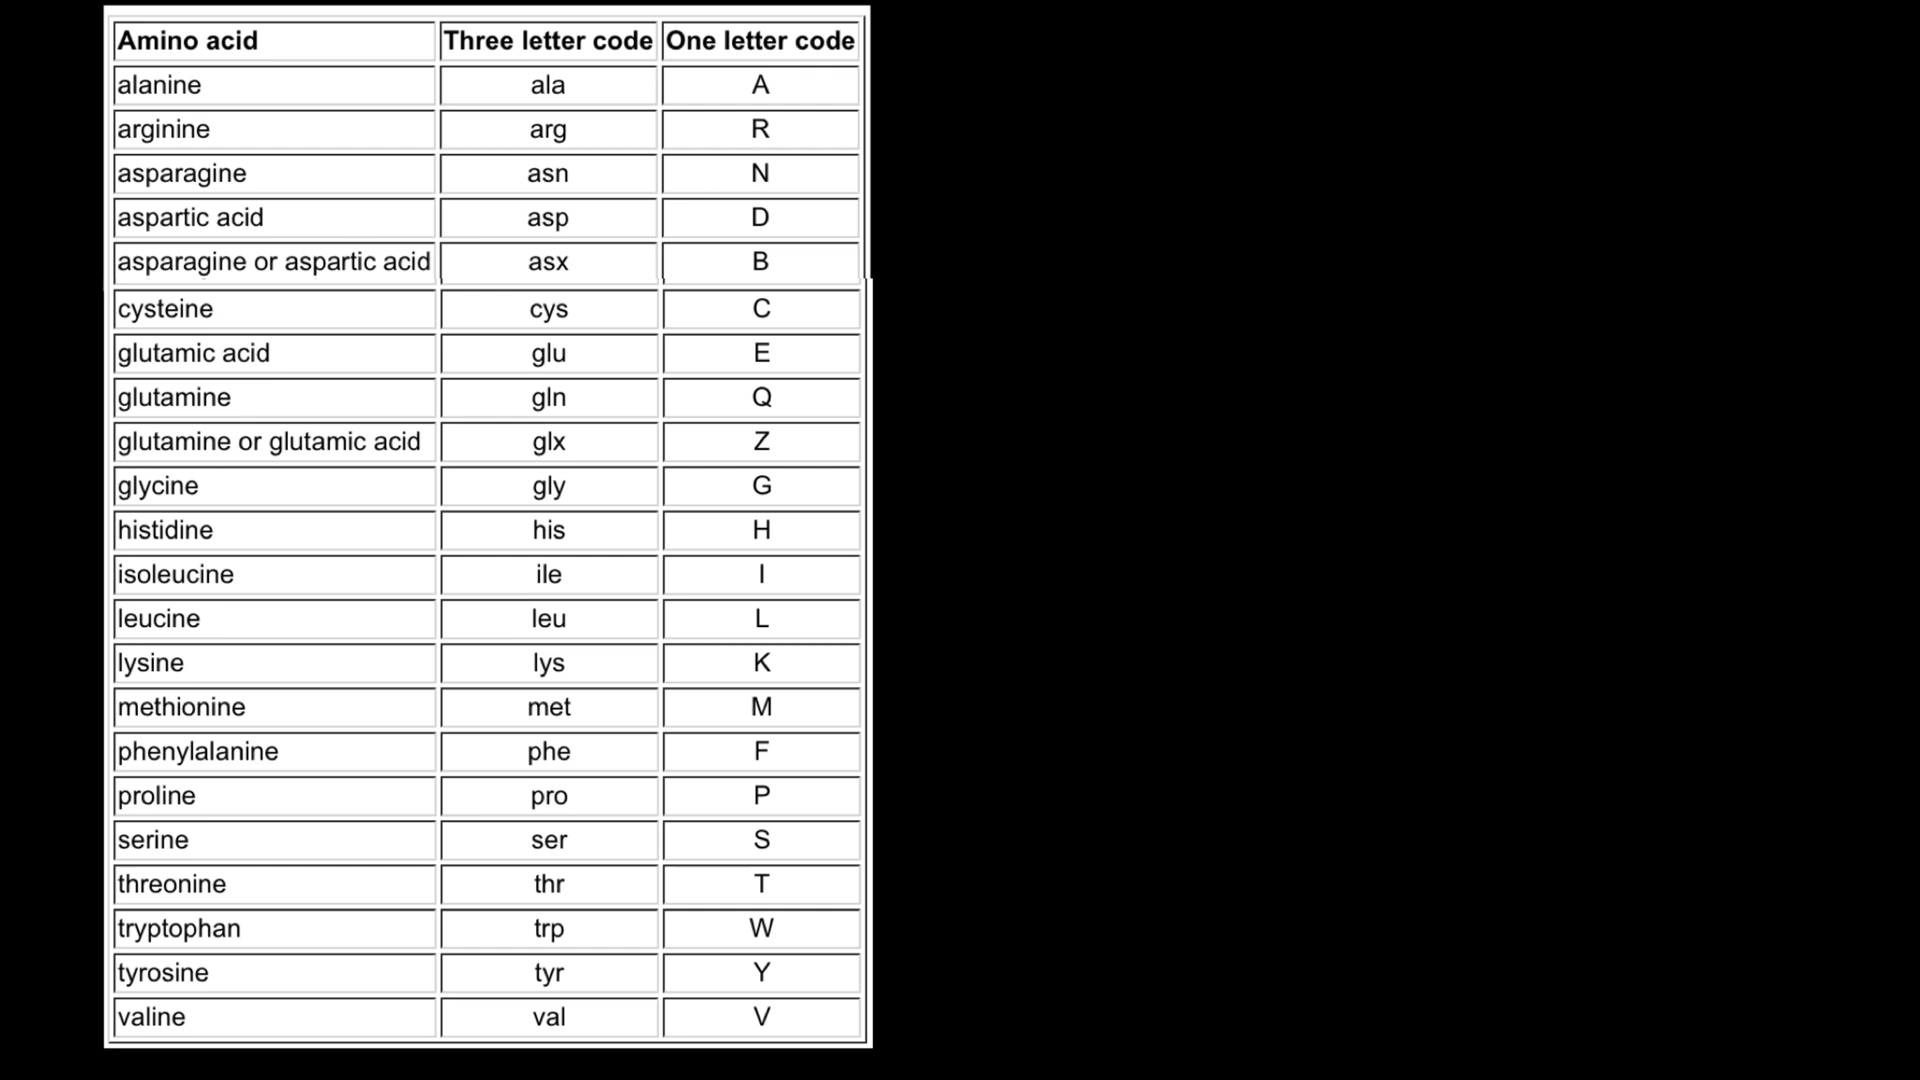 Amino acid Three letter code One letter code
alanine ala A
arginine arg R
asparagine asn N
aspartic acid asp D
asparagine or aspartic acid asx B
cysteine cys C
glutamic acid glu E
glutamine gln Q
glutamine or glutamic acid glx Z
glycine gly G
histidine his H
isoleucine ile I
leucine leu L
lysine lys K
methionine met M
phenylalanine phe F
proline pro P
serine ser S
threonine thr T
tryptophan trp W
tyrosine tyr Y
valine val V